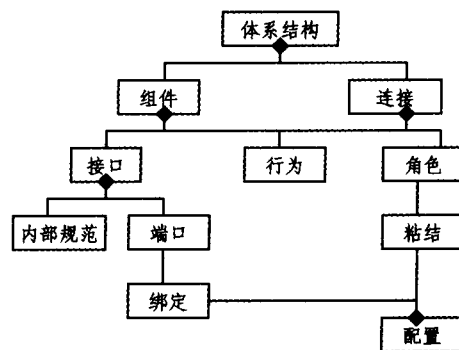 体系结构
组件
连接
接口
行为
角色
内部规范
端口
粘结
绑定
配置